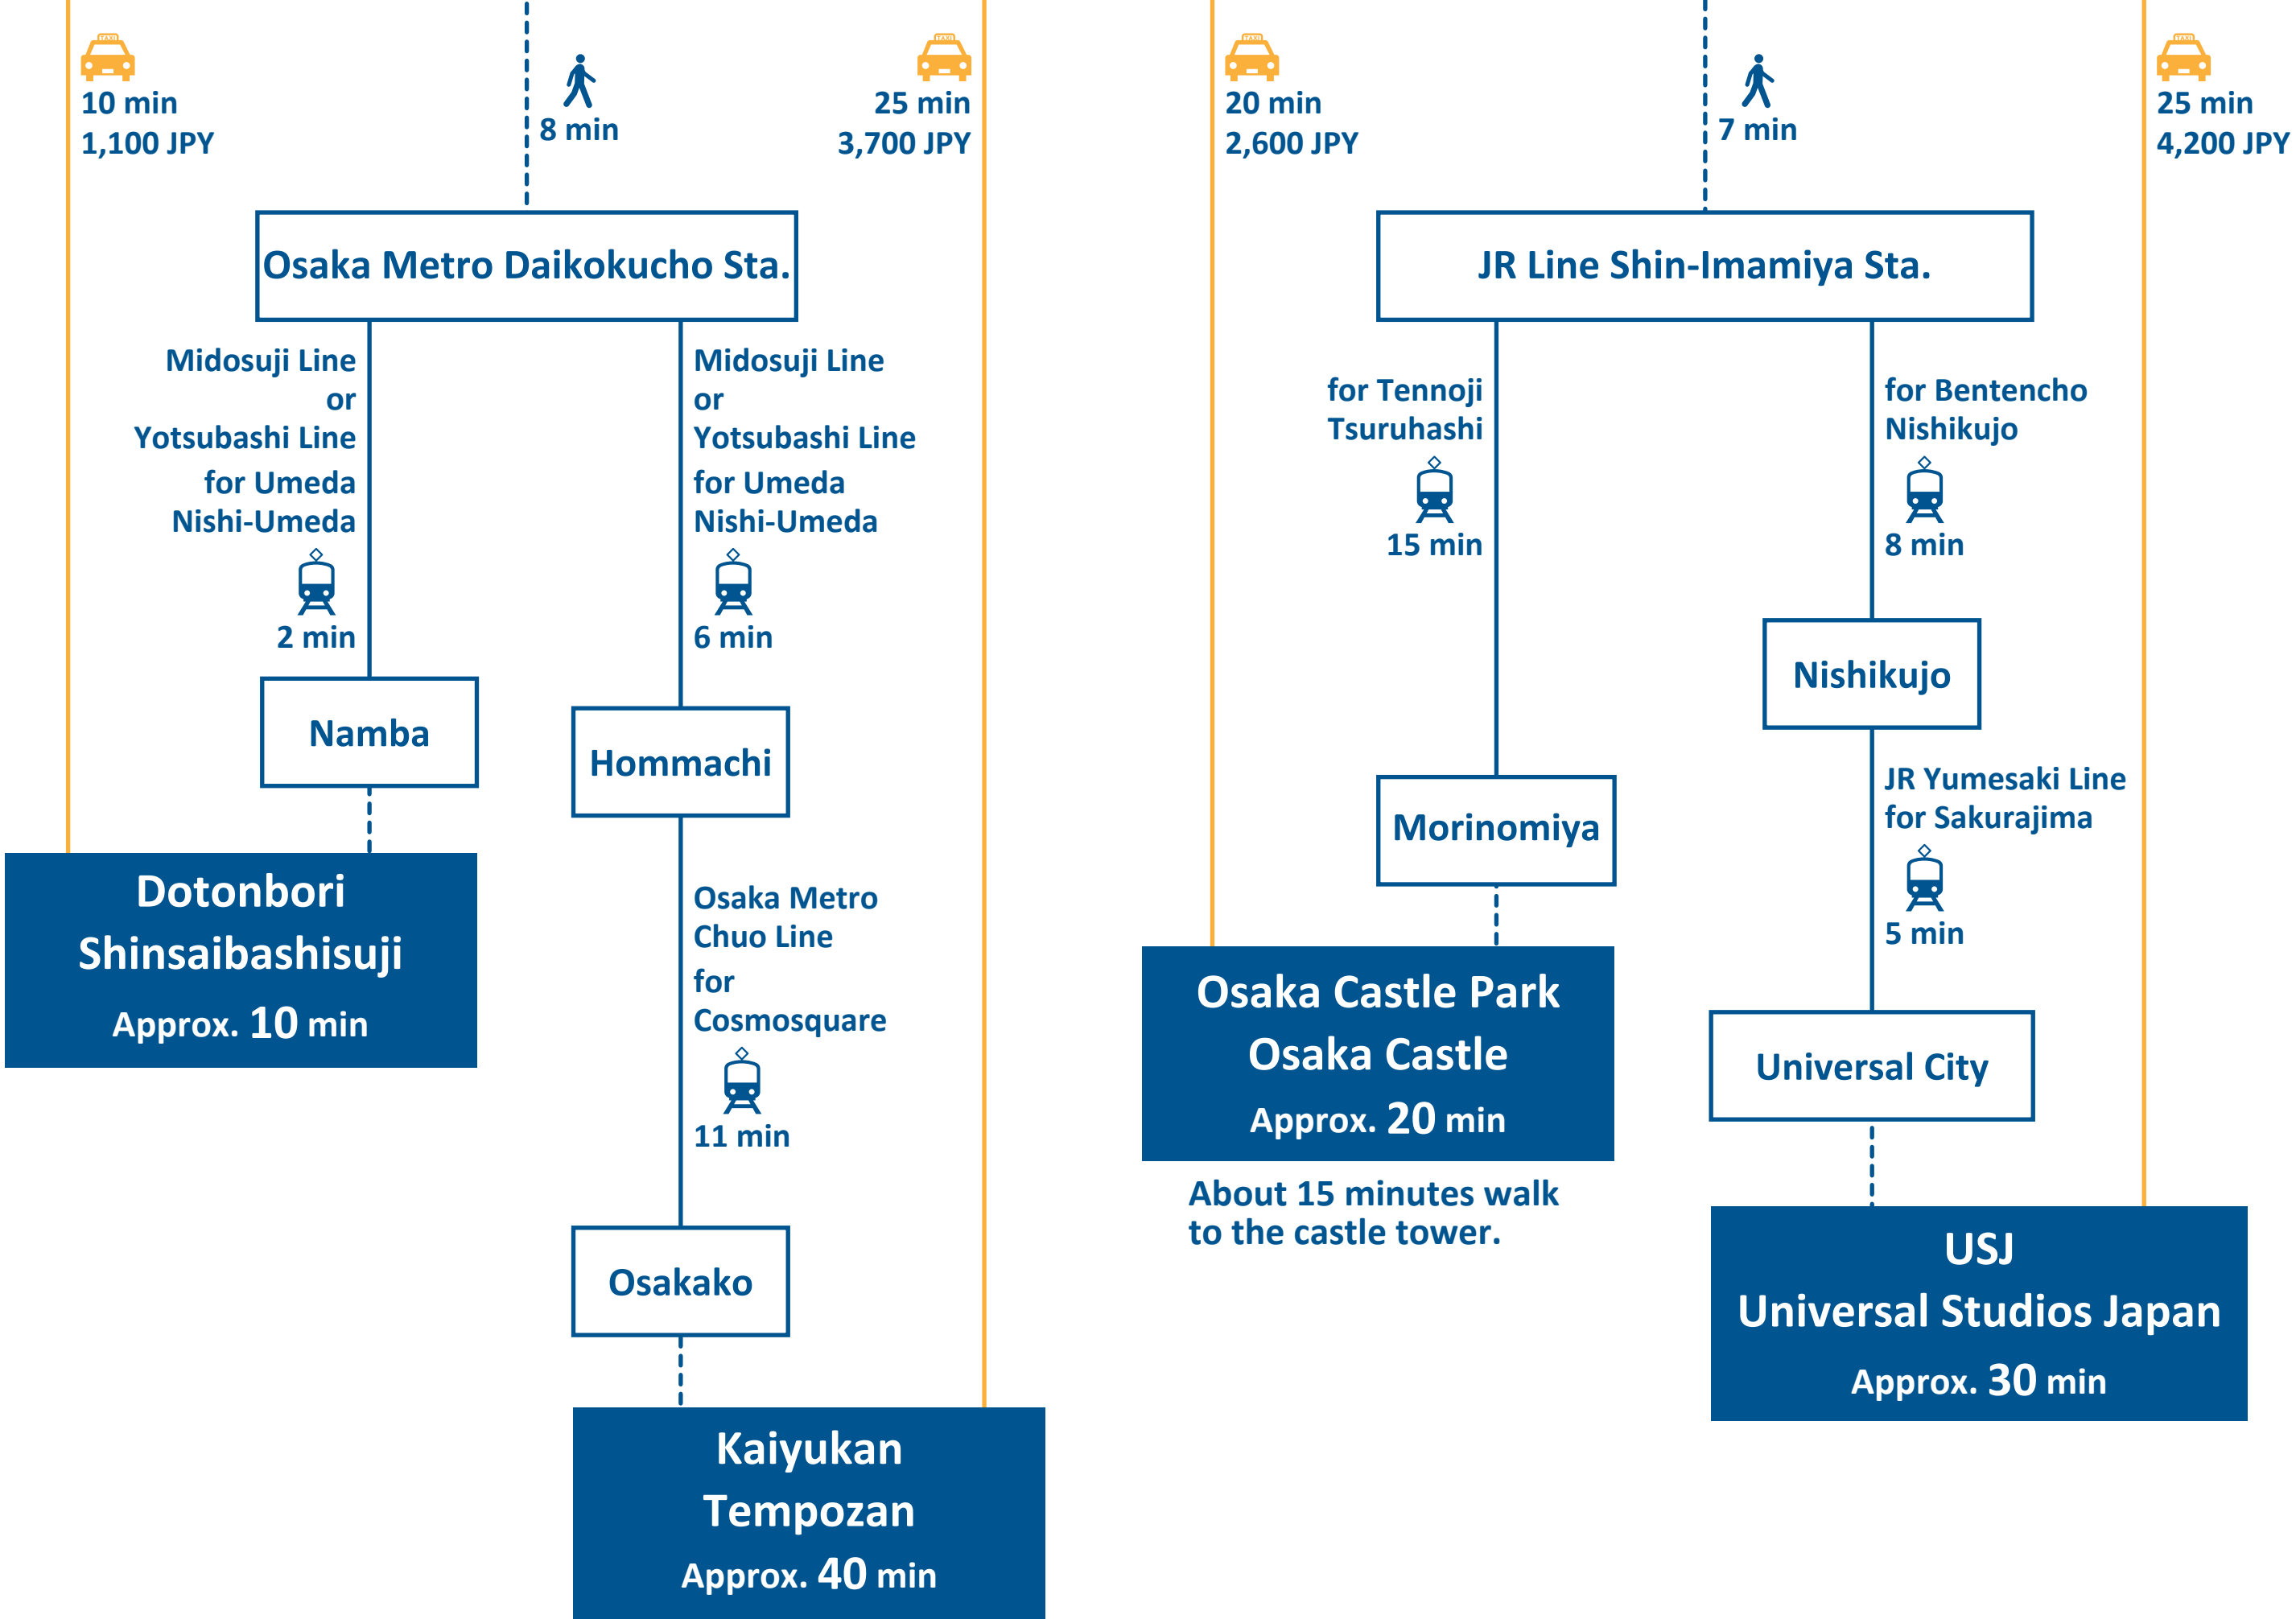 TAXI
10 min
1,100 JPY
8 min
TAXI
25 min
3,700 JPY
Osaka Metro Daikokucho Sta.
Midosuji Line
or
Yotsubashi Line
for Umeda
Nishi-Umeda
2 min
Namba
Dotonbori
Shinsaibashisuji
Approx. 10 min
Midosuji Line
or
Yotsubashi Line
for Umeda
Nishi-Umeda
6 min
Hommachi
Osaka Metro
Chuo Line
for
Cosmosquare
11 min
Osakako
Kaiyukan
Tempozan
Approx. 40 min
TAXI
20 min
2,600 JPY
7 min
TAXI
25 min
4,200 JPY
JR Line Shin-Imamiya Sta.
for Tennoji
Tsuruhashi
15 min
Morinomiya
Osaka Castle Park
Osaka Castle
Approx. 20 min
About 15 minutes walk
to the castle tower.
for Bentencho
Nishikujo
8 min
Nishikujo
JR Yumesaki Line
for Sakurajima
5 min
Universal City
USJ
Universal Studios Japan
Approx. 30 min